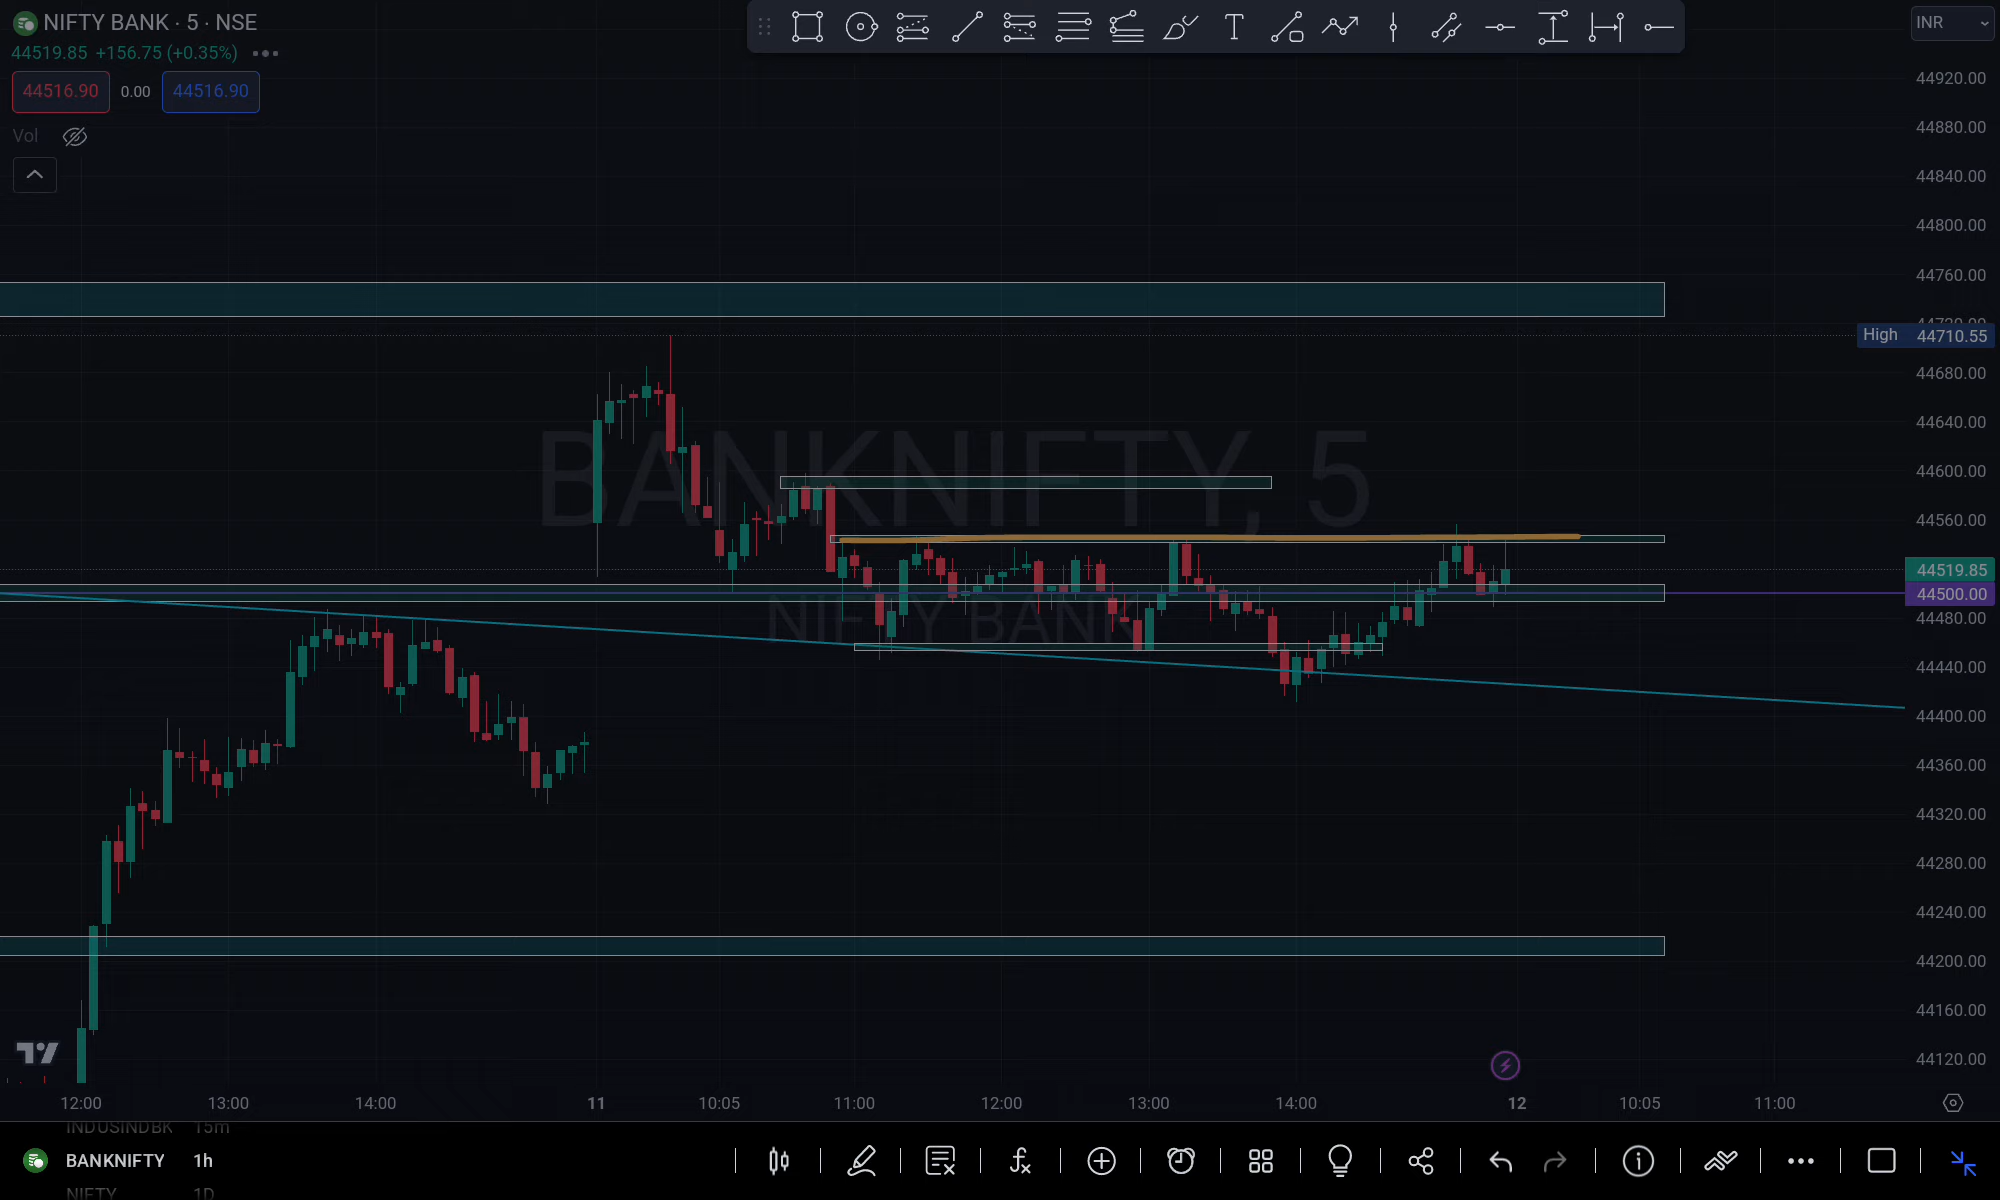 NIFTY BANK · 5 · NSE
44519.85 +156.75 (+0.35%)
44516.90 0.00 44516.90
Vol
INR
44920.00
44880.00
44840.00
44800.00
44760.00
44720.00
High 44710.55
44680.00
44640.00
44600.00
44560.00
44519.85
44500.00
44480.00
44440.00
44400.00
44360.00
44320.00
44280.00
44240.00
44200.00
44160.00
44120.00
BANKNIFTY, 5
NIFTY BANK
12:00 13:00 14:00 11 10:05 11:00 12:00 13:00 14:00 12 10:05 11:00
INDUSINDBK 15m
BANKNIFTY 1h
NIFTY 1D